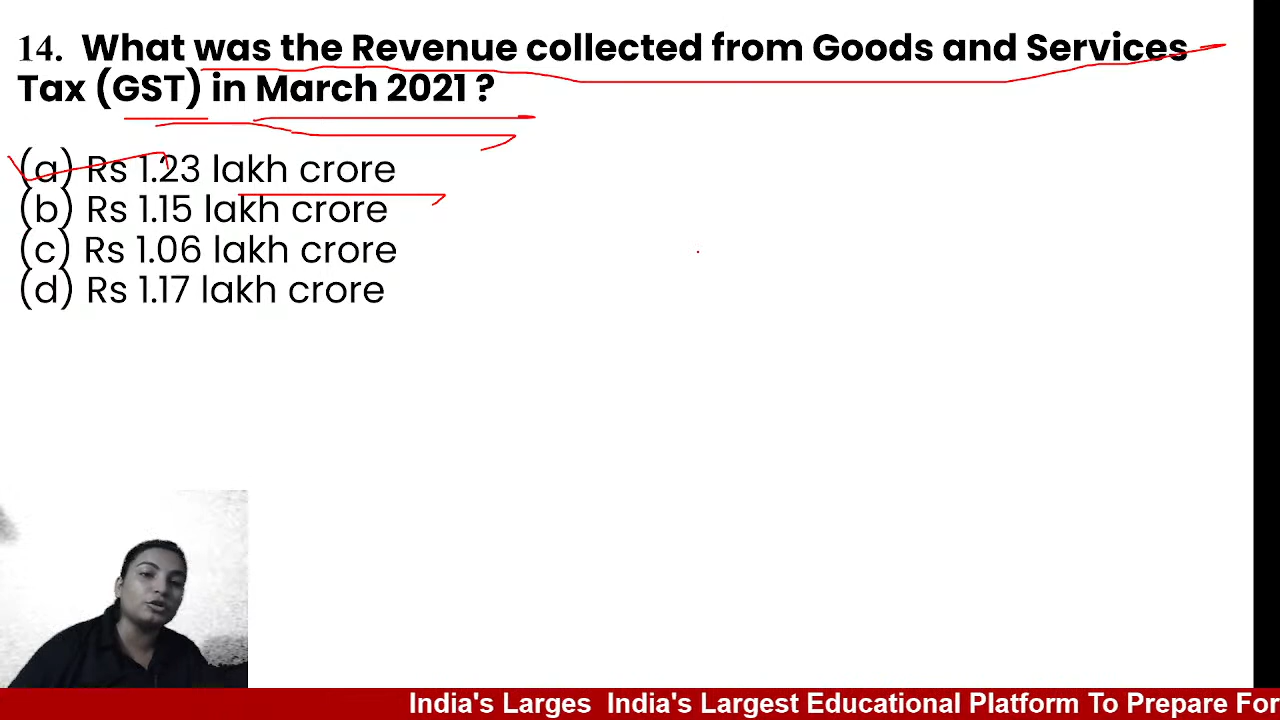 14. What was the Revenue collected from Goods and Services
Tax (GST) in March 2021 ?
(a) Rs 1.23 lakh crore
(b) Rs 1.15 lakh crore
(c) Rs 1.06 lakh crore
(d) Rs 1.17 lakh crore
India's Larges India's Largest Educational Platform To Prepare For